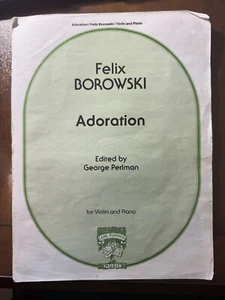 Adoration / Felix Borowski / Violin and Piano
Felix
BOROWSKI
Adoration
Edited by
George Perlman
for Violin and Piano